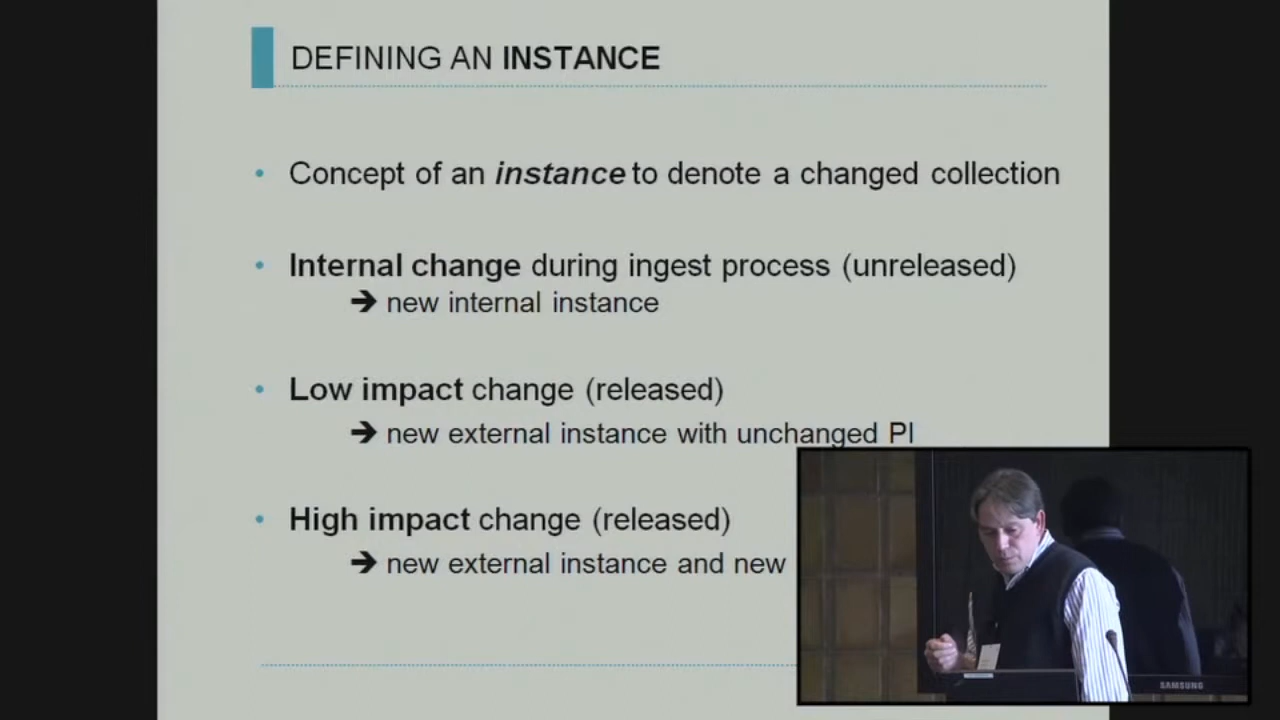 DEFINING AN INSTANCE
• Concept of an instance to denote a changed collection
• Internal change during ingest process (unreleased)
➔ new internal instance
• Low impact change (released)
➔ new external instance with unchanged PI
• High impact change (released)
➔ new external instance and new
SAMSUNG